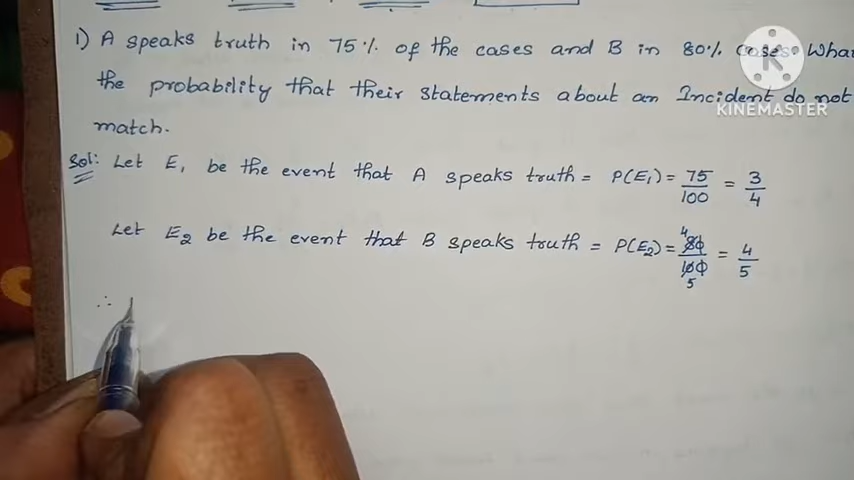 1) A speaks truth in 75% of the cases and B in 80% cases. What
the probability that their statements about an Incident do not
match.
Sol: Let E₁ be the event that A speaks truth = P(E₁) = 75/100 = 3/4
Let E₂ be the event that B speaks truth = P(E₂) = 80/100 = 4/5
4
5
∴
KINEMASTER